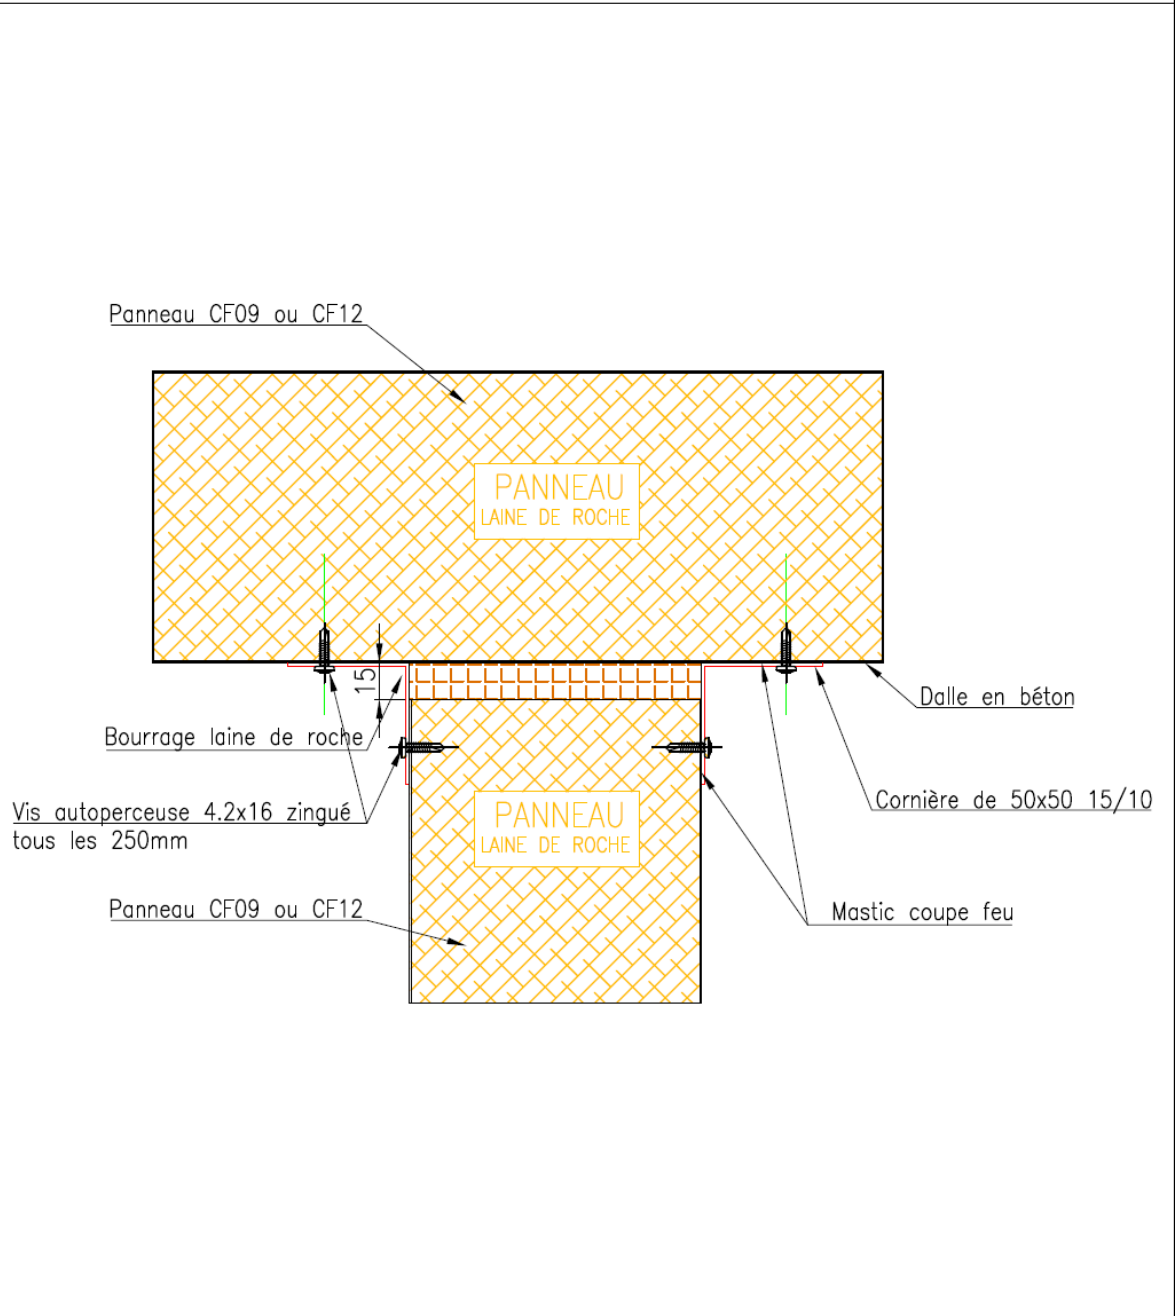 Panneau CF09 ou CF12
PANNEAU
LAINE DE ROCHE
15
Dalle en béton
Bourrage laine de roche
Vis autoperceuse 4.2x16 zingué
tous les 250mm
Cornière de 50x50 15/10
PANNEAU
LAINE DE ROCHE
Panneau CF09 ou CF12
Mastic coupe feu